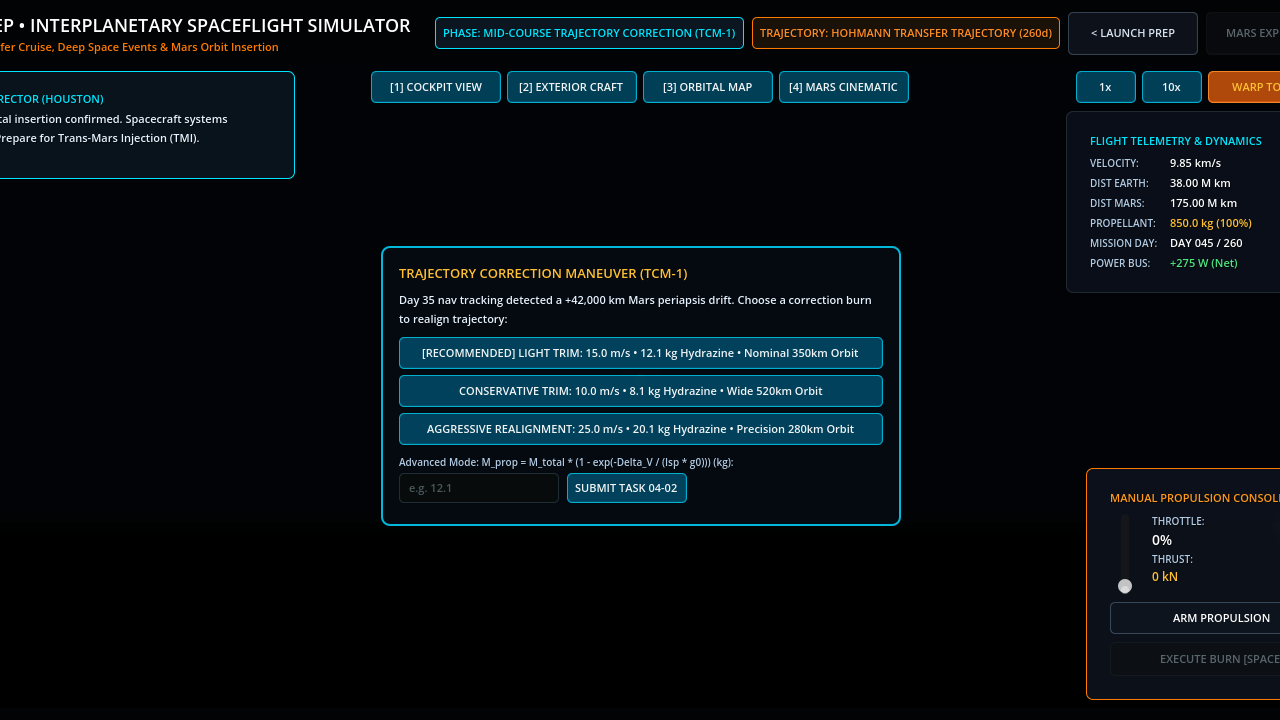 EP • INTERPLANETARY SPACEFLIGHT SIMULATOR
fer Cruise, Deep Space Events & Mars Orbit Insertion
PHASE: MID-COURSE TRAJECTORY CORRECTION (TCM-1)
TRAJECTORY: HOHMANN TRANSFER TRAJECTORY (260d)
< LAUNCH PREP
MARS EXP
RECTOR (HOUSTON)
tal insertion confirmed. Spacecraft systems
Prepare for Trans-Mars Injection (TMI).
[1] COCKPIT VIEW
[2] EXTERIOR CRAFT
[3] ORBITAL MAP
[4] MARS CINEMATIC
1x
10x
WARP TO
FLIGHT TELEMETRY & DYNAMICS
VELOCITY: 9.85 km/s
DIST EARTH: 38.00 M km
DIST MARS: 175.00 M km
PROPELLANT: 850.0 kg (100%)
MISSION DAY: DAY 045 / 260
POWER BUS: +275 W (Net)
TRAJECTORY CORRECTION MANEUVER (TCM-1)
Day 35 nav tracking detected a +42,000 km Mars periapsis drift. Choose a correction burn
to realign trajectory:
[RECOMMENDED] LIGHT TRIM: 15.0 m/s • 12.1 kg Hydrazine • Nominal 350km Orbit
CONSERVATIVE TRIM: 10.0 m/s • 8.1 kg Hydrazine • Wide 520km Orbit
AGGRESSIVE REALIGNMENT: 25.0 m/s • 20.1 kg Hydrazine • Precision 280km Orbit
Advanced Mode: M_prop = M_total * (1 - exp(-Delta_V / (Isp * g0))) (kg):
e.g. 12.1
SUBMIT TASK 04-02
MANUAL PROPULSION CONSOL
THROTTLE:
0%
THRUST:
0 kN
ARM PROPULSION
EXECUTE BURN [SPACE